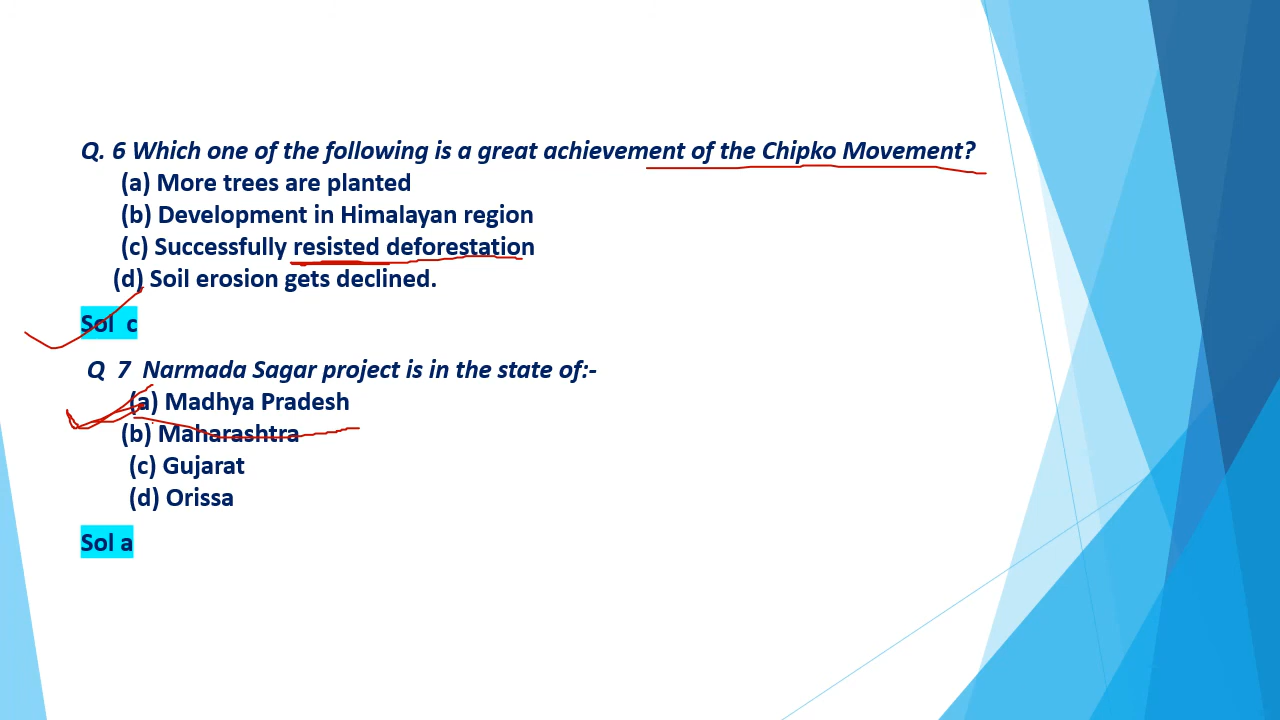 Q. 6 Which one of the following is a great achievement of the Chipko Movement?
(a) More trees are planted
(b) Development in Himalayan region
(c) Successfully resisted deforestation
(d) Soil erosion gets declined.
Sol c
Q 7 Narmada Sagar project is in the state of:-
(a) Madhya Pradesh
(b) Maharashtra
(c) Gujarat
(d) Orissa
Sol a